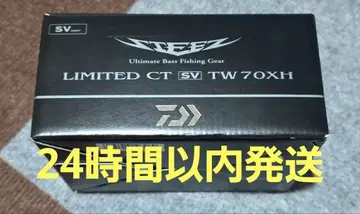 SV
STEEZ
Ultimate Bass Fishing Gear
LIMITED CT SV TW 70XH
24時間以内発送